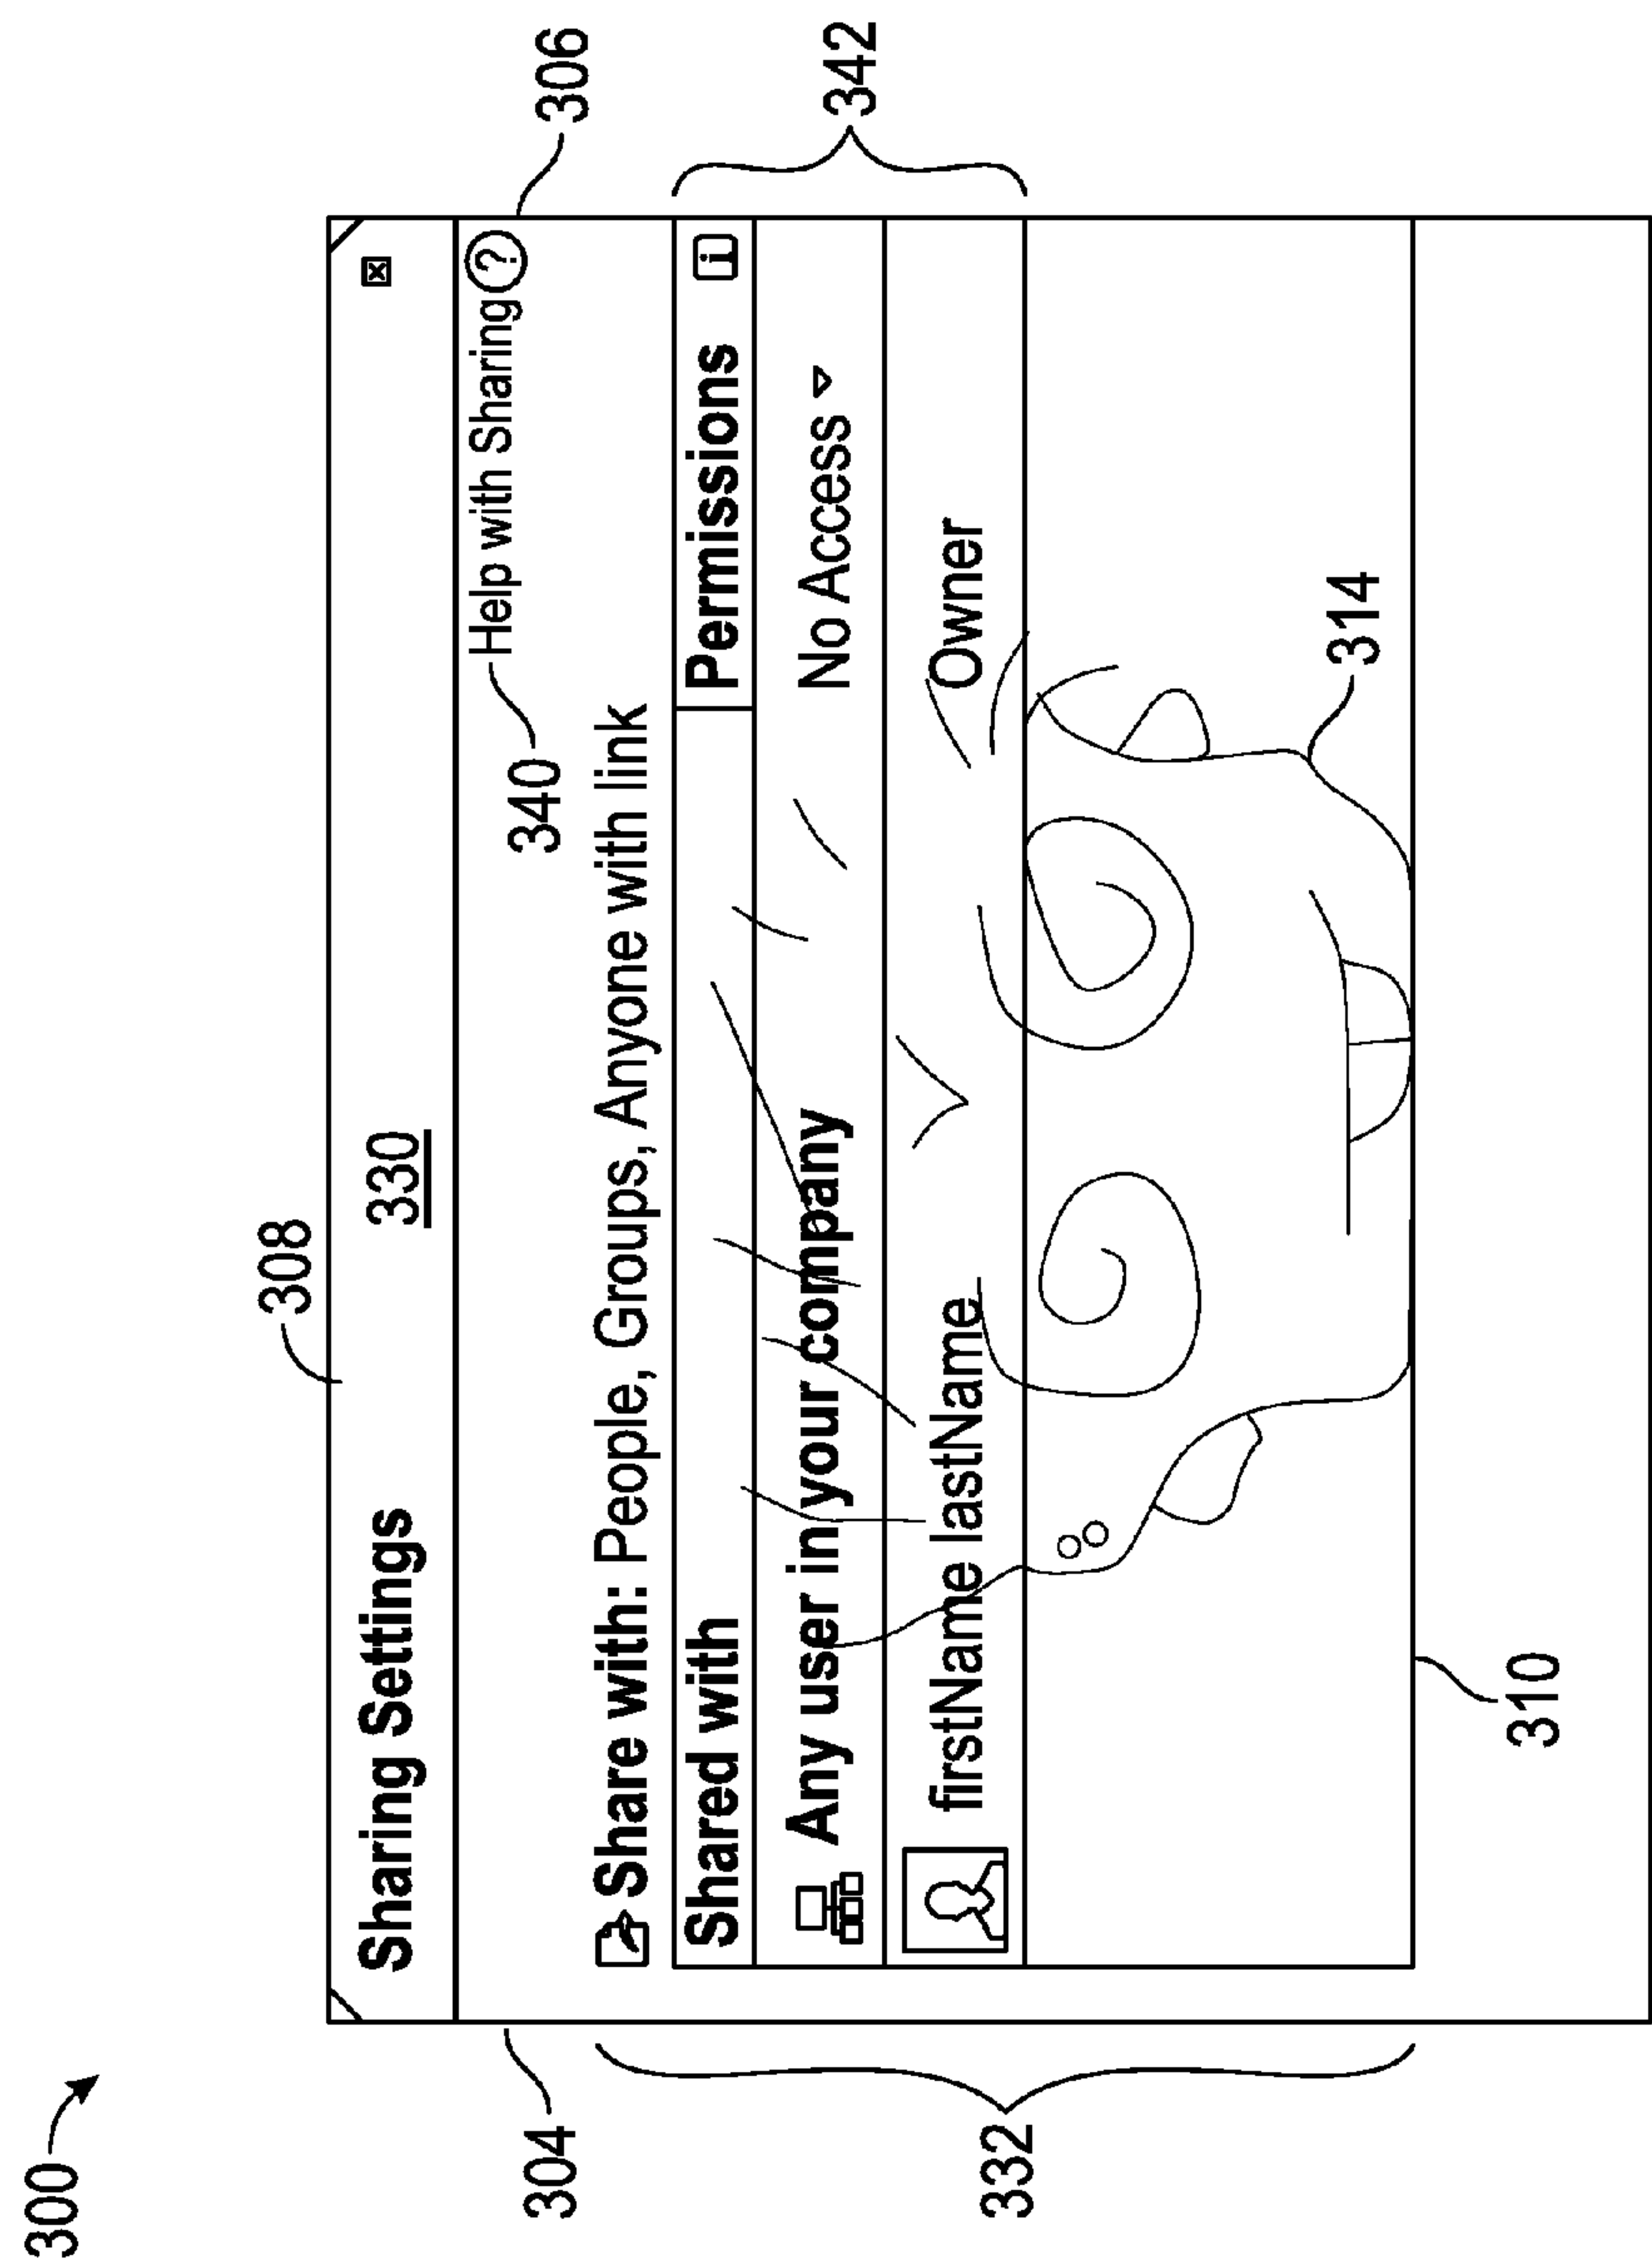 300
308
Sharing Settings
330
304
306
340
Help with Sharing ?
Share with: People, Groups, Anyone with link
Shared with
Permissions
i
Any user in your company
No Access
firstName lastName
Owner
332
342
314
310